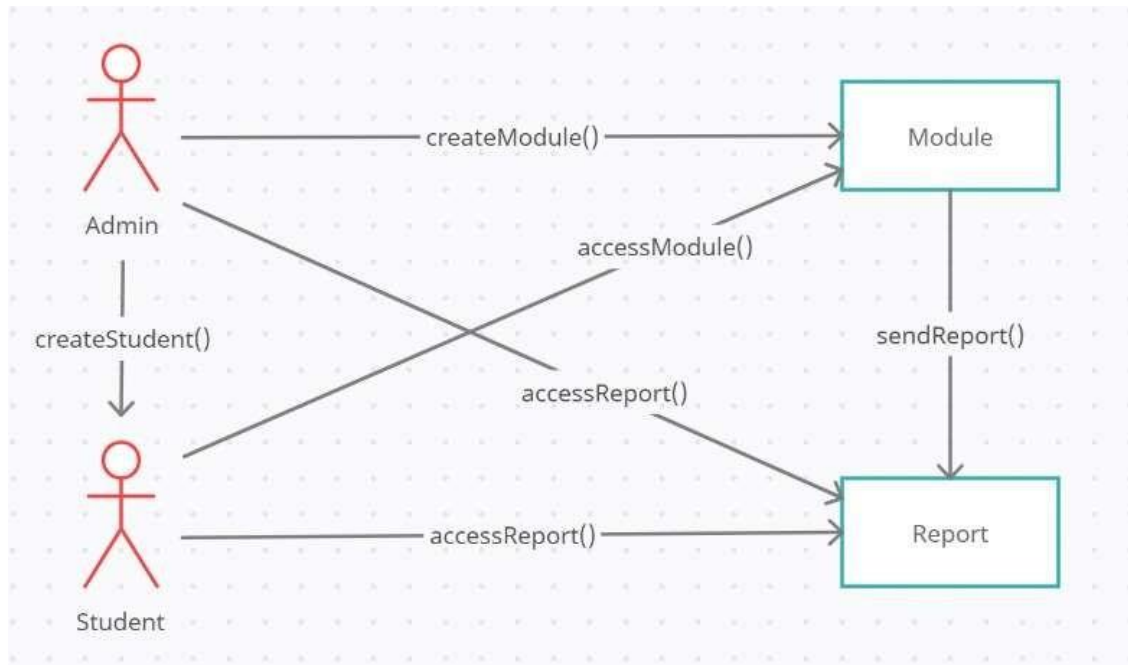 createModule()
Module
Admin
accessModule()
createStudent()
sendReport()
accessReport()
accessReport()
Report
Student